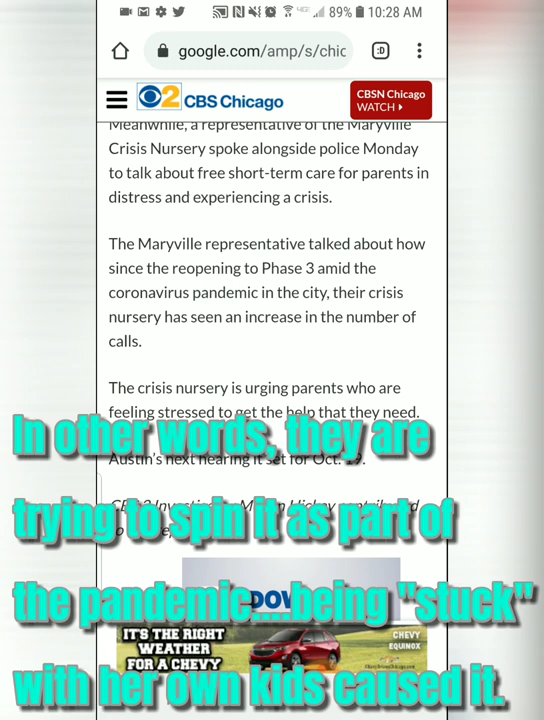 89% 10:28 AM
google.com/amp/s/chic
:D
2 CBS Chicago
CBSN Chicago
WATCH
Meanwhile, a representative of the Maryville
Crisis Nursery spoke alongside police Monday
to talk about free short-term care for parents in
distress and experiencing a crisis.
The Maryville representative talked about how
since the reopening to Phase 3 amid the
coronavirus pandemic in the city, their crisis
nursery has seen an increase in the number of
calls.
The crisis nursery is urging parents who are
feeling stressed to get the help that they need.
In other words, they are
Austin's next hearing it set for Oct. 19.
trying to spin it as part of
the pandemic....being "stuck"
IT'S THE RIGHT
WEATHER
FOR A CHEVY
CHEVY
EQUINOX
with her own kids caused it.